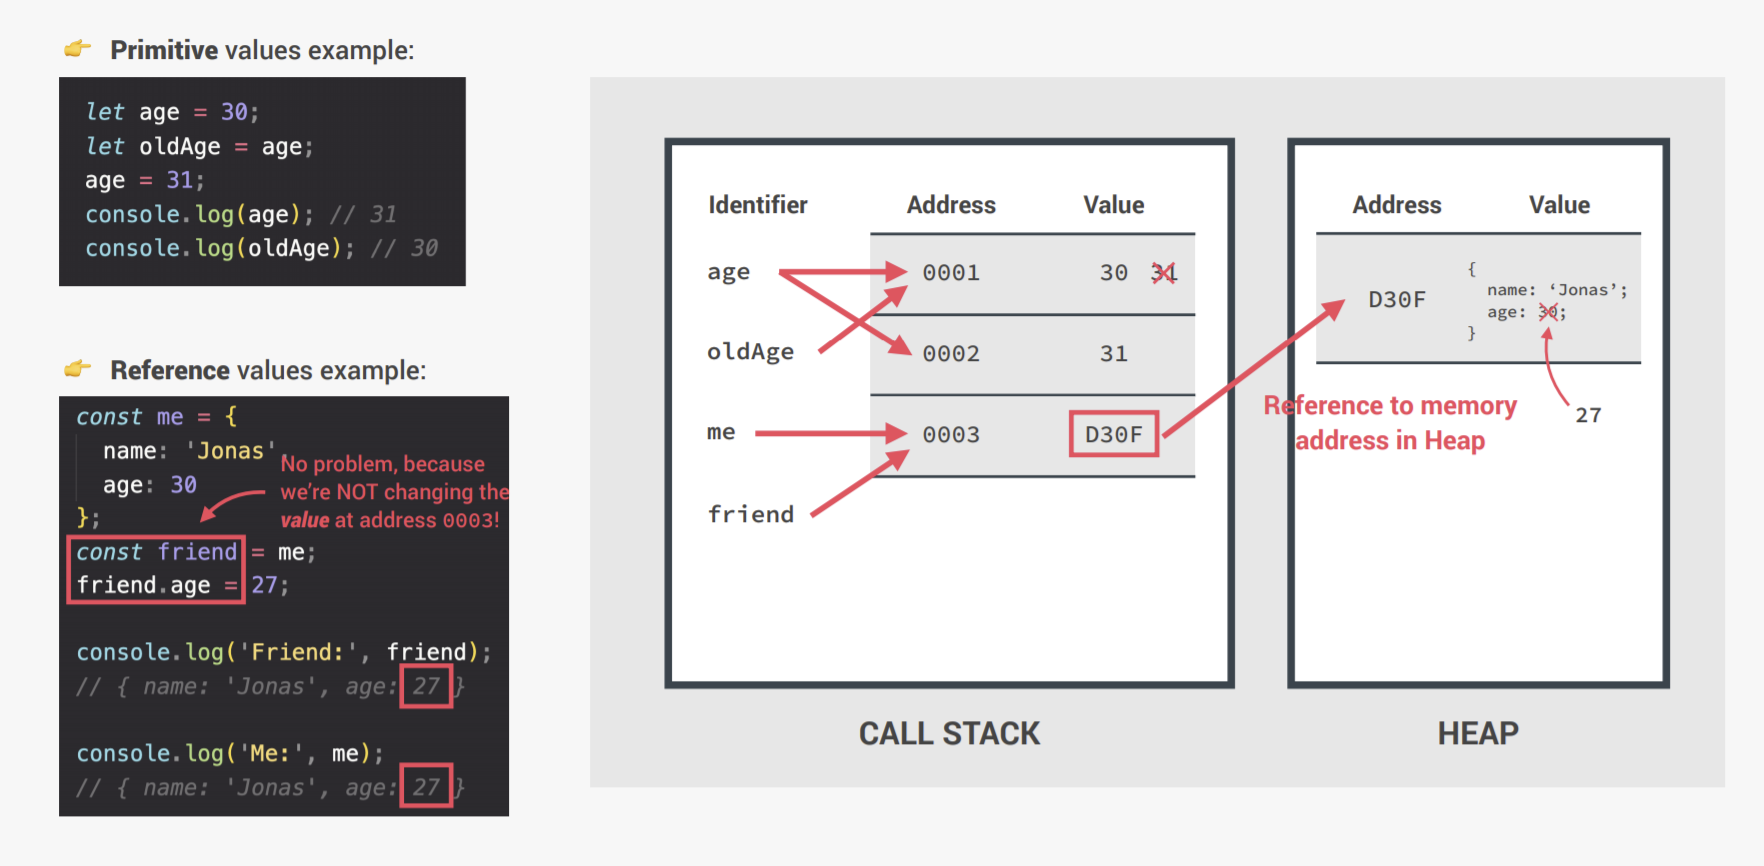 👉 Primitive values example:
let age = 30;
let oldAge = age;
age = 31;
console.log(age); // 31
console.log(oldAge); // 30
👉 Reference values example:
const me = {
name: 'Jonas',
age: 30
};
const friend = me;
friend.age = 27;
console.log('Friend:', friend);
// { name: 'Jonas', age: 27 }
console.log('Me:', me);
// { name: 'Jonas', age: 27 }
No problem, because
we're NOT changing the
value at address 0003!
Identifier Address Value
age 0001 30 31
oldAge 0002 31
me 0003 D30F
friend
CALL STACK
Address Value
D30F
{
name: ‘Jonas’;
age: 30;
}
27
Reference to memory
address in Heap
HEAP